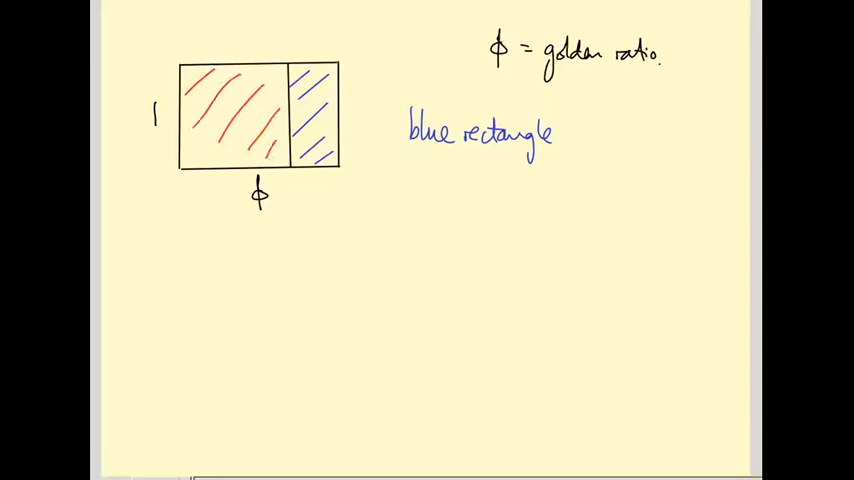 ϕ = golden ratio.
1
blue rectangle
ϕ